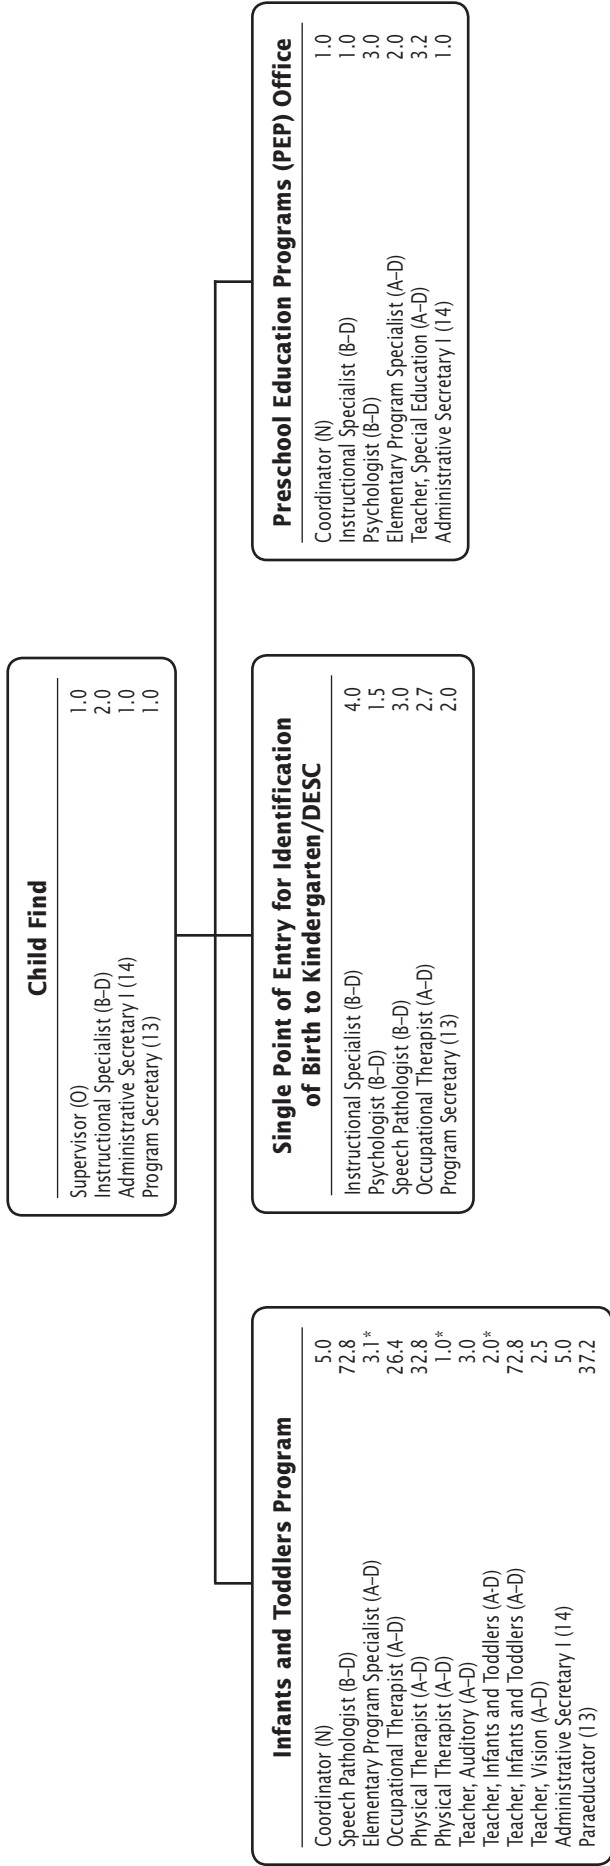 Child Find
Supervisor (O) 1.0
Instructional Specialist (B–D) 2.0
Administrative Secretary I (14) 1.0
Program Secretary (13) 1.0
Infants and Toddlers Program
Coordinator (N) 5.0
Speech Pathologist (B–D) 72.8
Elementary Program Specialist (A–D) 3.1*
Occupational Therapist (A–D) 26.4
Physical Therapist (A–D) 32.8
Physical Therapist (A–D) 1.0*
Teacher, Auditory (A–D) 3.0
Teacher, Infants and Toddlers (A-D) 2.0*
Teacher, Infants and Toddlers (A–D) 72.8
Teacher, Vision (A–D) 2.5
Administrative Secretary I (14) 5.0
Paraeducator (13) 37.2
Single Point of Entry for Identification
of Birth to Kindergarten/DESC
Instructional Specialist (B–D) 4.0
Psychologist (B–D) 1.5
Speech Pathologist (B–D) 3.0
Occupational Therapist (A–D) 2.7
Program Secretary (13) 2.0
Preschool Education Programs (PEP) Office
Coordinator (N) 1.0
Instructional Specialist (B–D) 1.0
Psychologist (B–D) 3.0
Elementary Program Specialist (A–D) 2.0
Teacher, Special Education (A–D) 3.2
Administrative Secretary I (14) 1.0